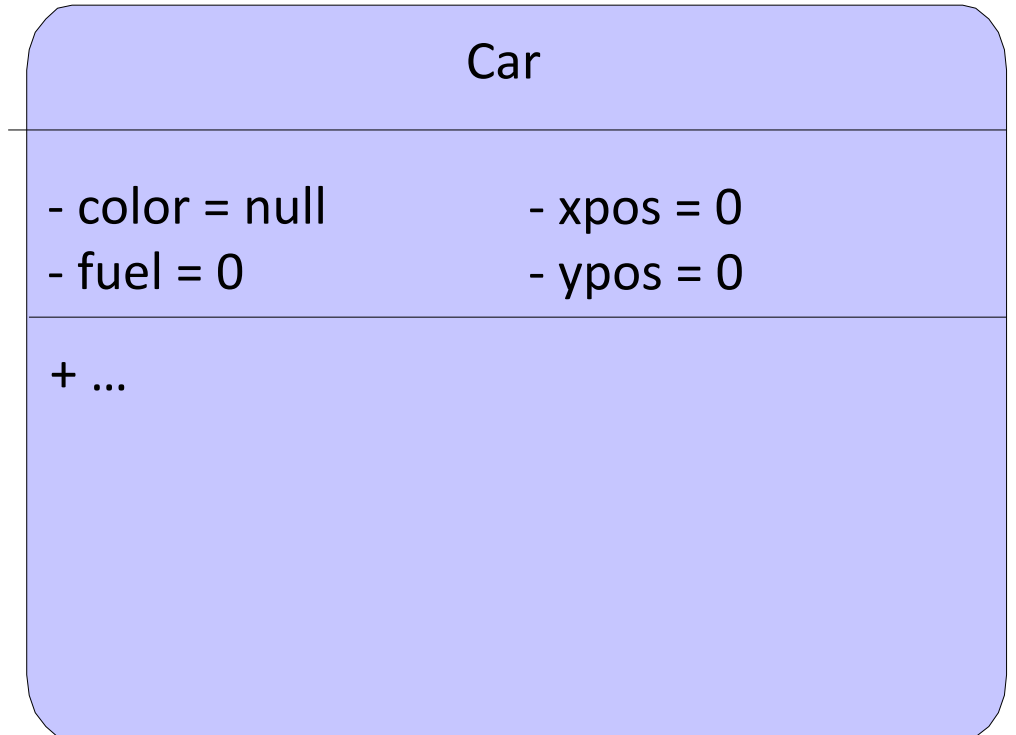 Car
- color = null - xpos = 0
- fuel = 0 - ypos = 0
+ ...